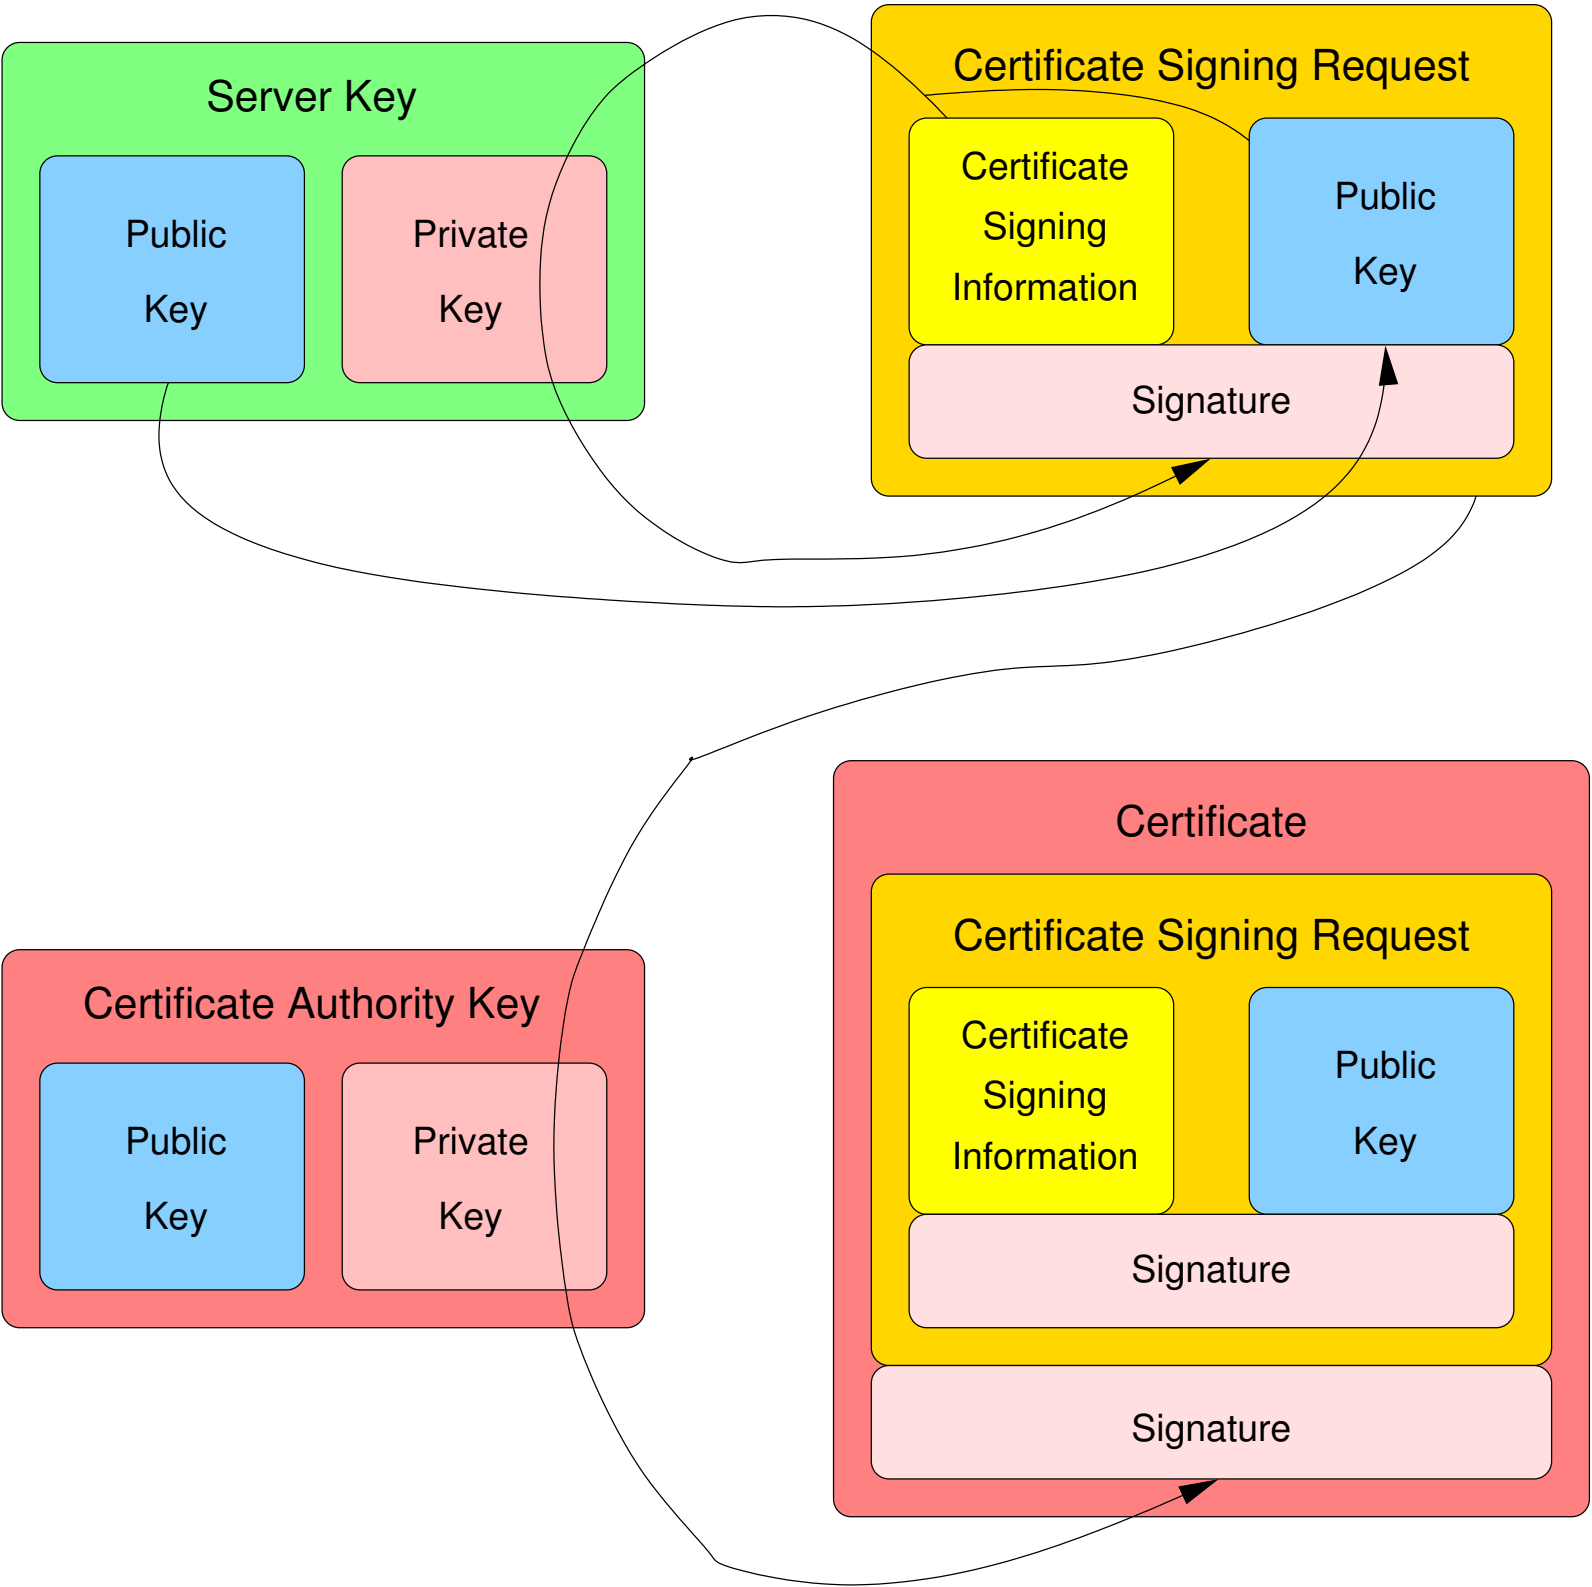 Server Key
Public
Key
Private
Key
Certificate Signing Request
Certificate
Signing
Information
Public
Key
Signature
Certificate Authority Key
Public
Key
Private
Key
Certificate
Certificate Signing Request
Certificate
Signing
Information
Public
Key
Signature
Signature